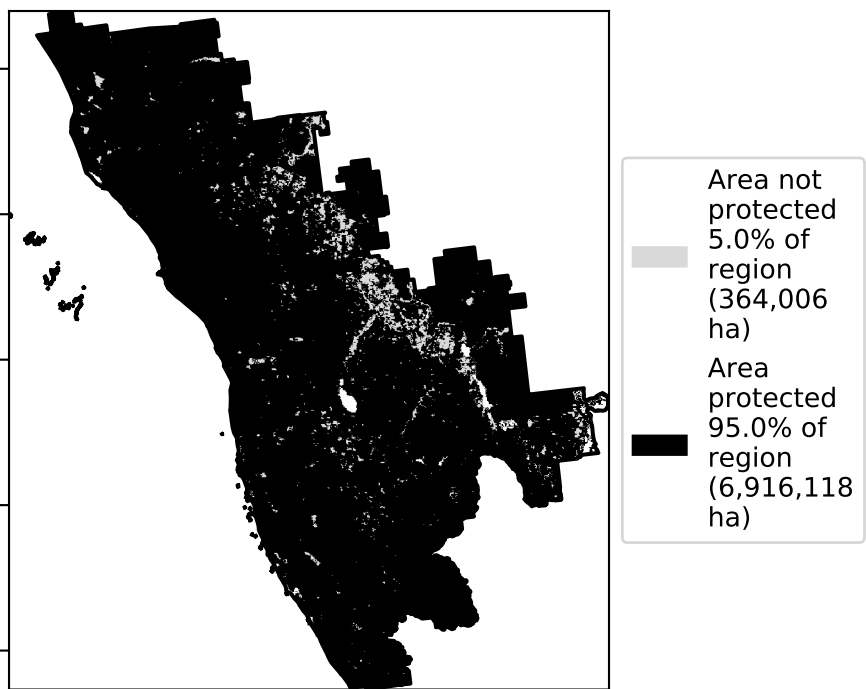 Area not
protected
5.0% of
region
(364,006
ha)
Area
protected
95.0% of
region
(6,916,118
ha)